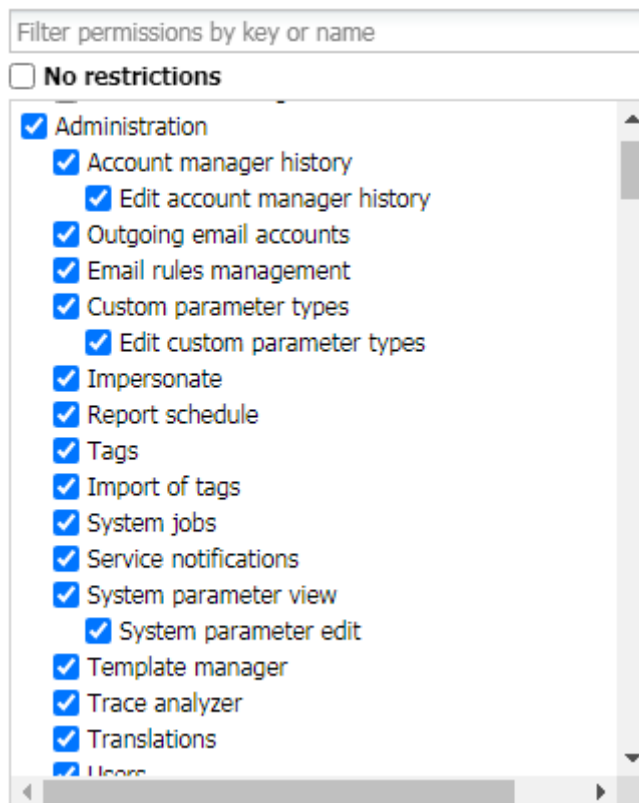 Filter permissions by key or name
No restrictions
Administration
Account manager history
Edit account manager history
Outgoing email accounts
Email rules management
Custom parameter types
Edit custom parameter types
Impersonate
Report schedule
Tags
Import of tags
System jobs
Service notifications
System parameter view
System parameter edit
Template manager
Trace analyzer
Translations
Users